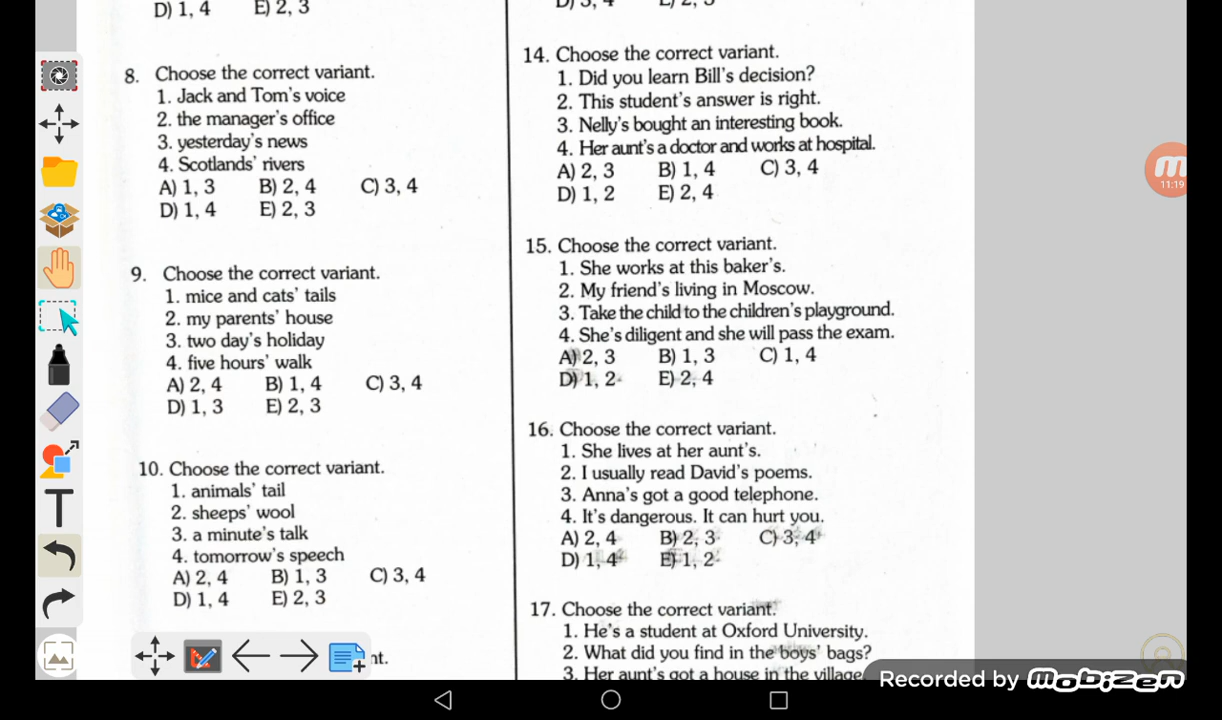 D) 1, 4 E) 2, 3
8. Choose the correct variant.
1. Jack and Tom's voice
2. the manager's office
3. yesterday's news
4. Scotlands' rivers
A) 1, 3 B) 2, 4 C) 3, 4
D) 1, 4 E) 2, 3
9. Choose the correct variant.
1. mice and cats' tails
2. my parents' house
3. two day's holiday
4. five hours' walk
A) 2, 4 B) 1, 4 C) 3, 4
D) 1, 3 E) 2, 3
10. Choose the correct variant.
1. animals' tail
2. sheeps' wool
3. a minute's talk
4. tomorrow's speech
A) 2, 4 B) 1, 3 C) 3, 4
D) 1, 4 E) 2, 3
nt.
14. Choose the correct variant.
1. Did you learn Bill's decision?
2. This student's answer is right.
3. Nelly's bought an interesting book.
4. Her aunt's a doctor and works at hospital.
A) 2, 3 B) 1, 4 C) 3, 4
D) 1, 2 E) 2, 4
15. Choose the correct variant.
1. She works at this baker's.
2. My friend's living in Moscow.
3. Take the child to the children's playground.
4. She's diligent and she will pass the exam.
A) 2, 3 B) 1, 3 C) 1, 4
D) 1, 2 E) 2, 4
16. Choose the correct variant.
1. She lives at her aunt's.
2. I usually read David's poems.
3. Anna's got a good telephone.
4. It's dangerous. It can hurt you.
A) 2, 4 B) 2, 3 C) 3, 4
D) 1, 4 E) 1, 2
17. Choose the correct variant.
1. He's a student at Oxford University.
2. What did you find in the boys' bags?
3. Her aunt's got a house in the village
T
11:19
Recorded by mobizen